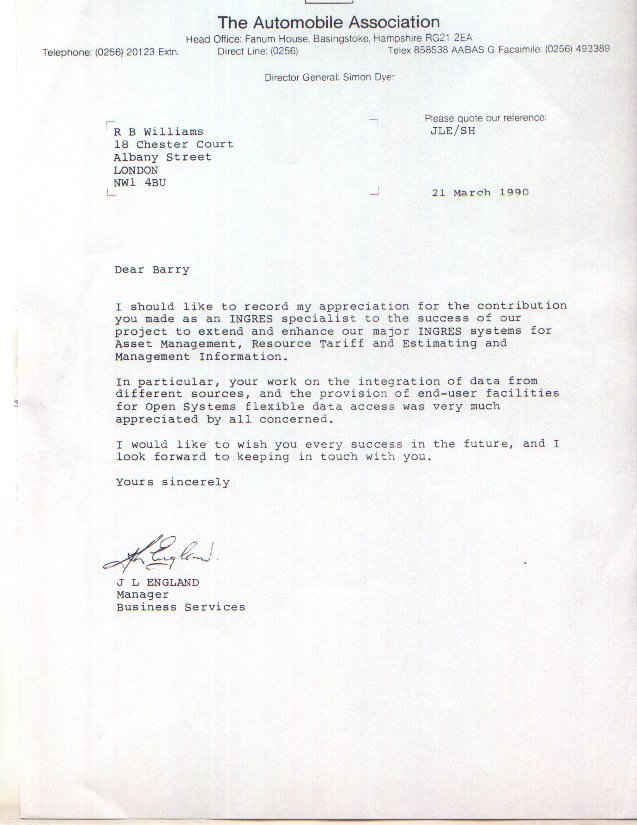 The Automobile Association
Head Office: Fanum House, Basingstoke, Hampshire RG21 2EA
Telephone: (0256) 20123 Extn. Direct Line: (0256) Telex 858538 AABAS G Facsimile: (0256) 493389
Director General: Simon Dyer
Please quote our reference:
JLE/SH
R B Williams
18 Chester Court
Albany Street
LONDON
NW1 4BU
21 March 1990
Dear Barry
I should like to record my appreciation for the contribution
you made as an INGRES specialist to the success of our
project to extend and enhance our major INGRES systems for
Asset Management, Resource Tariff and Estimating and
Management Information.
In particular, your work on the integration of data from
different sources, and the provision of end-user facilities
for Open Systems flexible data access was very much
appreciated by all concerned.
I would like to wish you every success in the future, and I
look forward to keeping in touch with you.
Yours sincerely
J L ENGLAND
Manager
Business Services